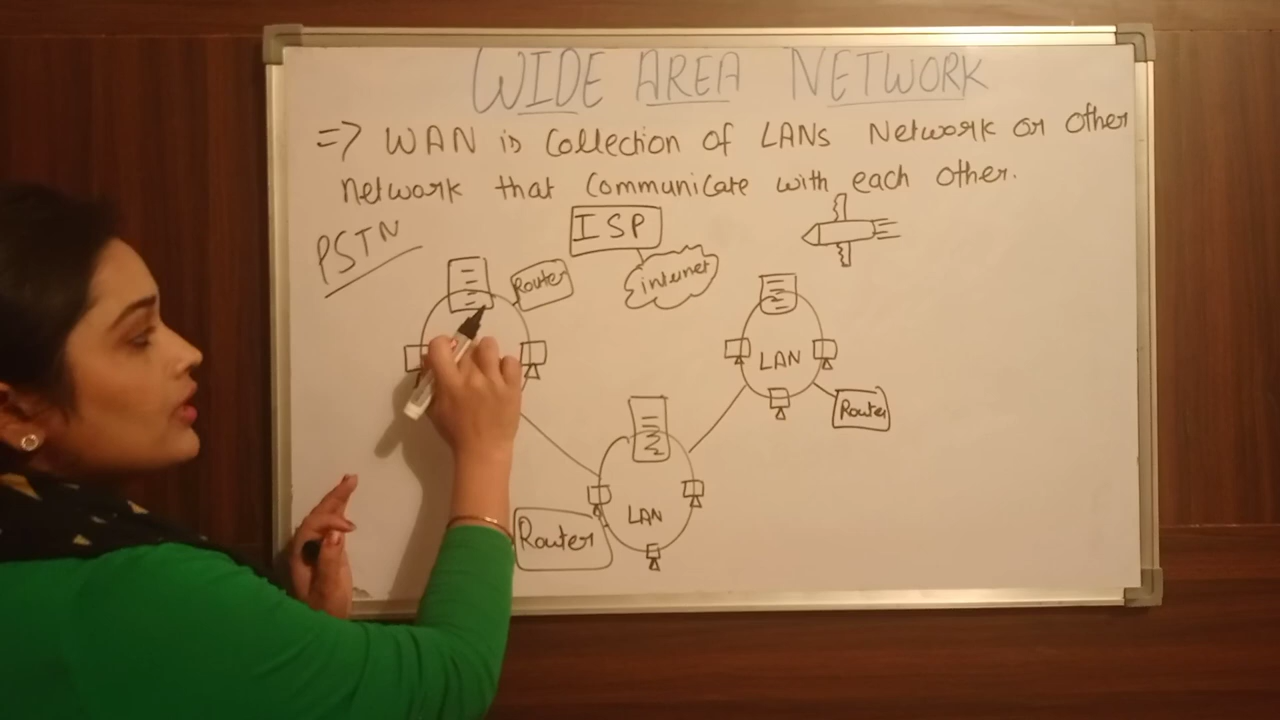 WIDE AREA NETWORK
=> WAN is Collection of LANs Network or other
network that Communicate with each other.
PSTN
ISP
Router
internet
LAN
Router
LAN
Router